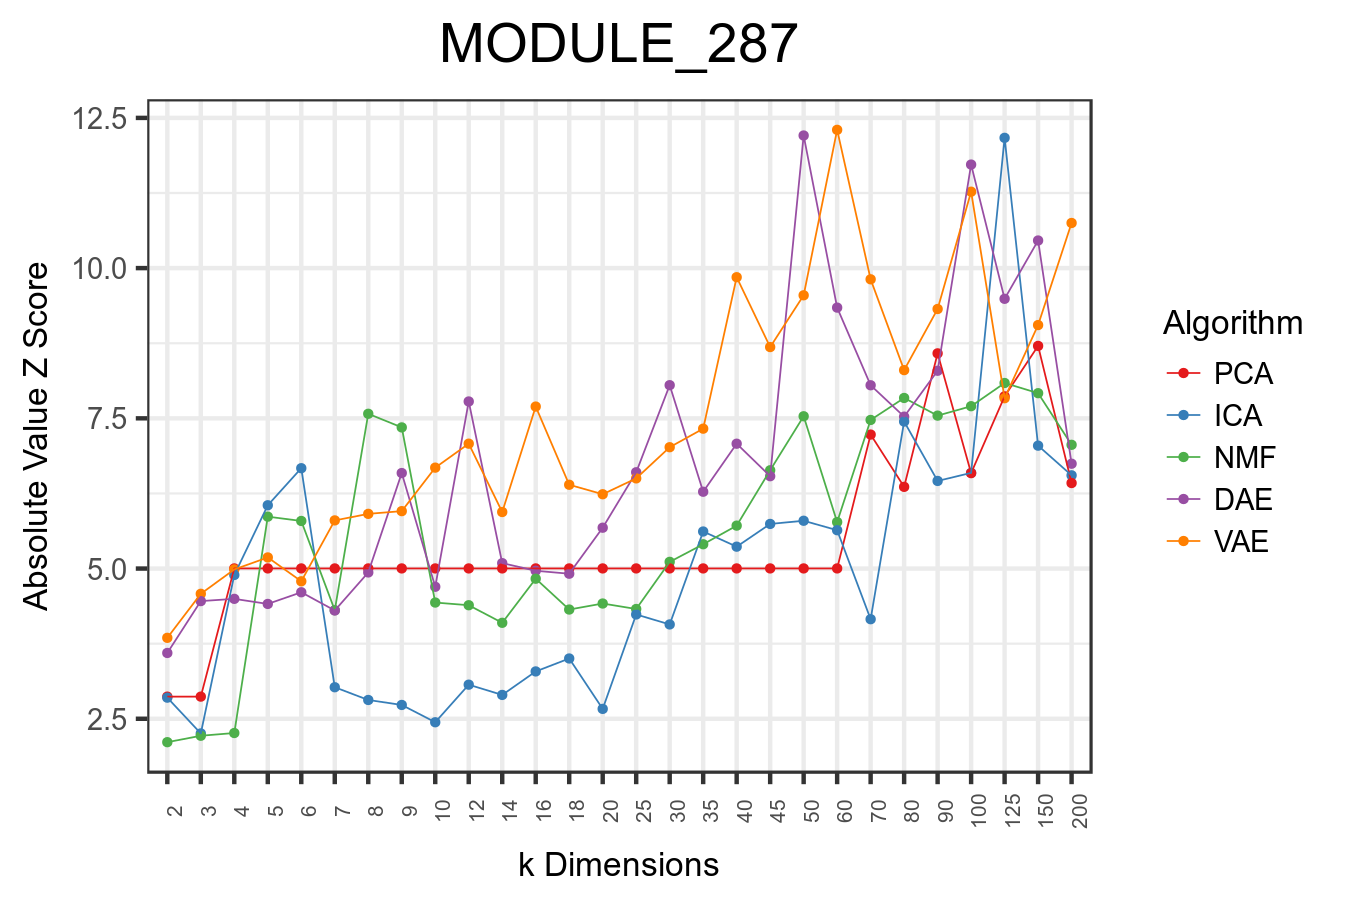 MODULE_287
12.5
10.0
7.5
5.0
2.5
Absolute Value Z Score
2 3 4 5 6 7 8 9 10 12 14 16 18 20 25 30 35 40 45 50 60 70 80 90 100 125 150 200
k Dimensions
Algorithm
PCA
ICA
NMF
DAE
VAE